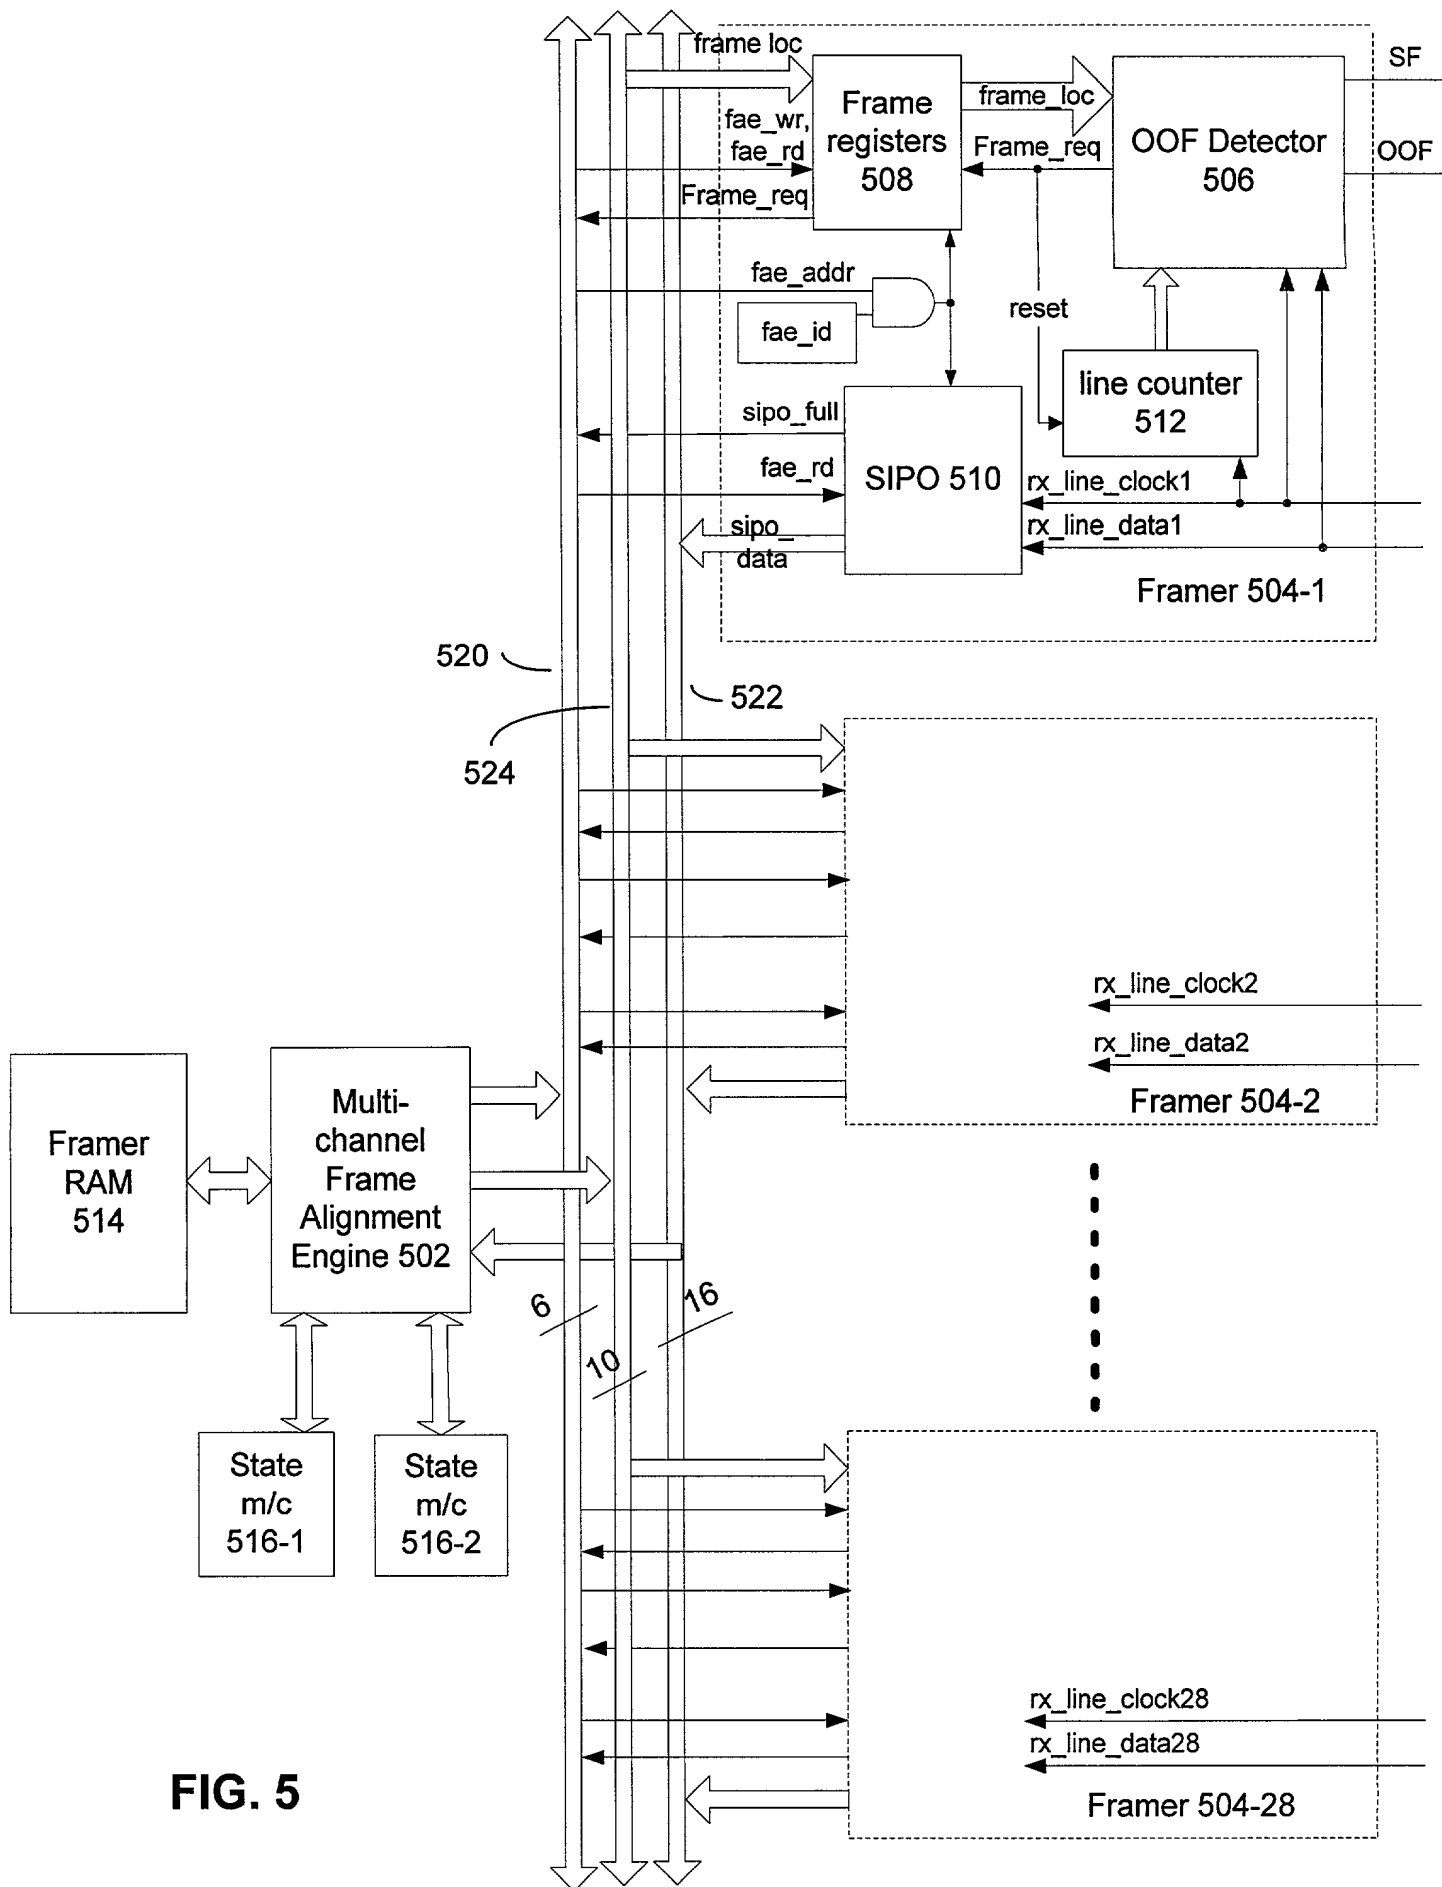 frame loc
SF
Frame
registers
508
frame_loc
OOF Detector
506
fae_wr,
fae_rd
Frame_req
OOF
Frame_req
fae_addr
fae_id
reset
line counter
512
sipo_full
fae_rd
SIPO 510
rx_line_clock1
sipo_
data
rx_line_data1
Framer 504-1
520
522
524
rx_line_clock2
rx_line_data2
Framer 504-2
Framer
RAM
514
Multi-
channel
Frame
Alignment
Engine 502
6
16
10
State
m/c
516-1
State
m/c
516-2
rx_line_clock28
rx_line_data28
Framer 504-28
FIG. 5